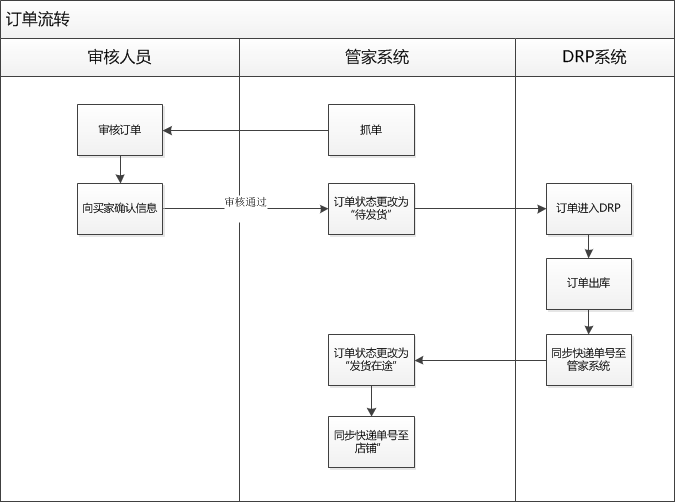 订单流转
审核人员
管家系统
DRP系统
审核订单
抓单
向买家确认信息
审核通过
订单状态更改为
“待发货”
订单进入DRP
订单出库
同步快递单号至
管家系统
订单状态更改为
“发货在途”
同步快递单号至
店铺”